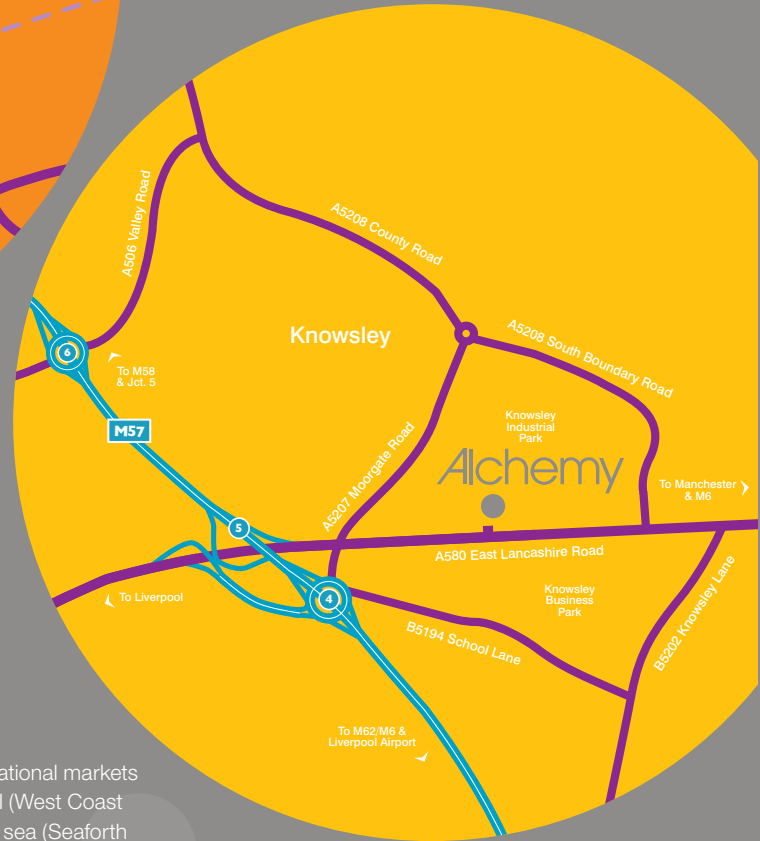 A506 Valley Road
A5208 County Road
Knowsley
A5208 South Boundary Road
6
To M58
& Jct. 5
M57
Knowsley
Industrial
Park
A5207 Moorgate Road
Alchemy
To Manchester
& M6
5
A580 East Lancashire Road
To Liverpool
4
Knowsley
Business
Park
B5194 School Lane
B5202 Knowsley Lane
To M62/M6 &
Liverpool Airport
ational markets
(West Coast
sea (Seaforth